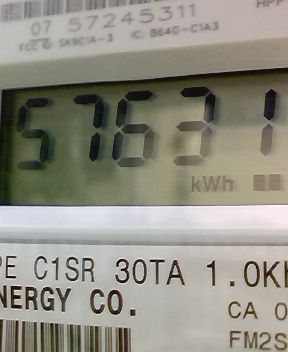 07 57245311
FCC ID: SK9C1A-3 IC: 864G-C1A3
57631
kWh
PE C1SR 30TA 1.0K
NERGY CO.
CA 0
FM2S